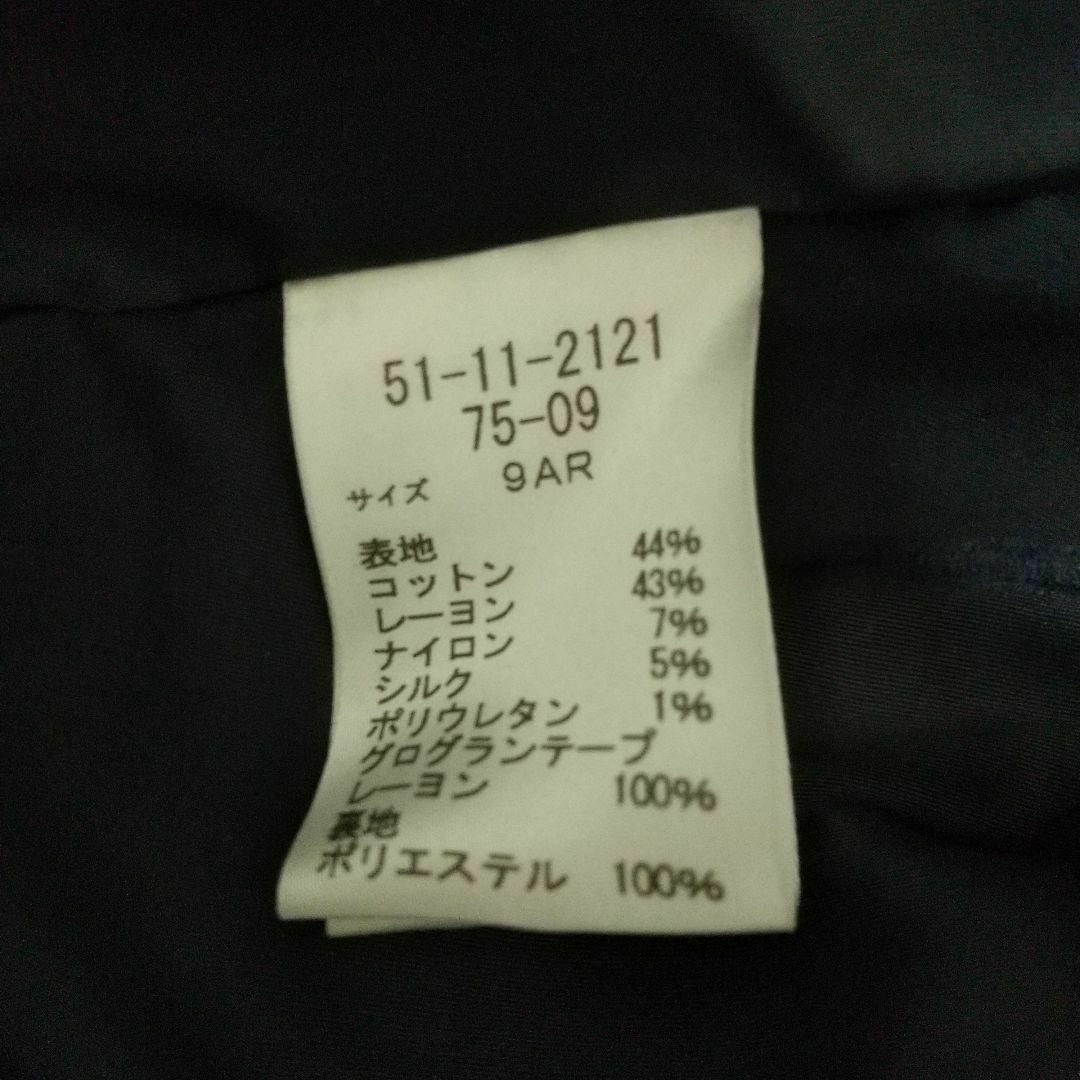 51-11-2121
75-09
サイズ 9AR
表地
コットン 44%
レーヨン 43%
ナイロン 7%
シルク 5%
ポリウレタン 1%
グログランテープ
レーヨン 100%
裏地
ポリエステル 100%